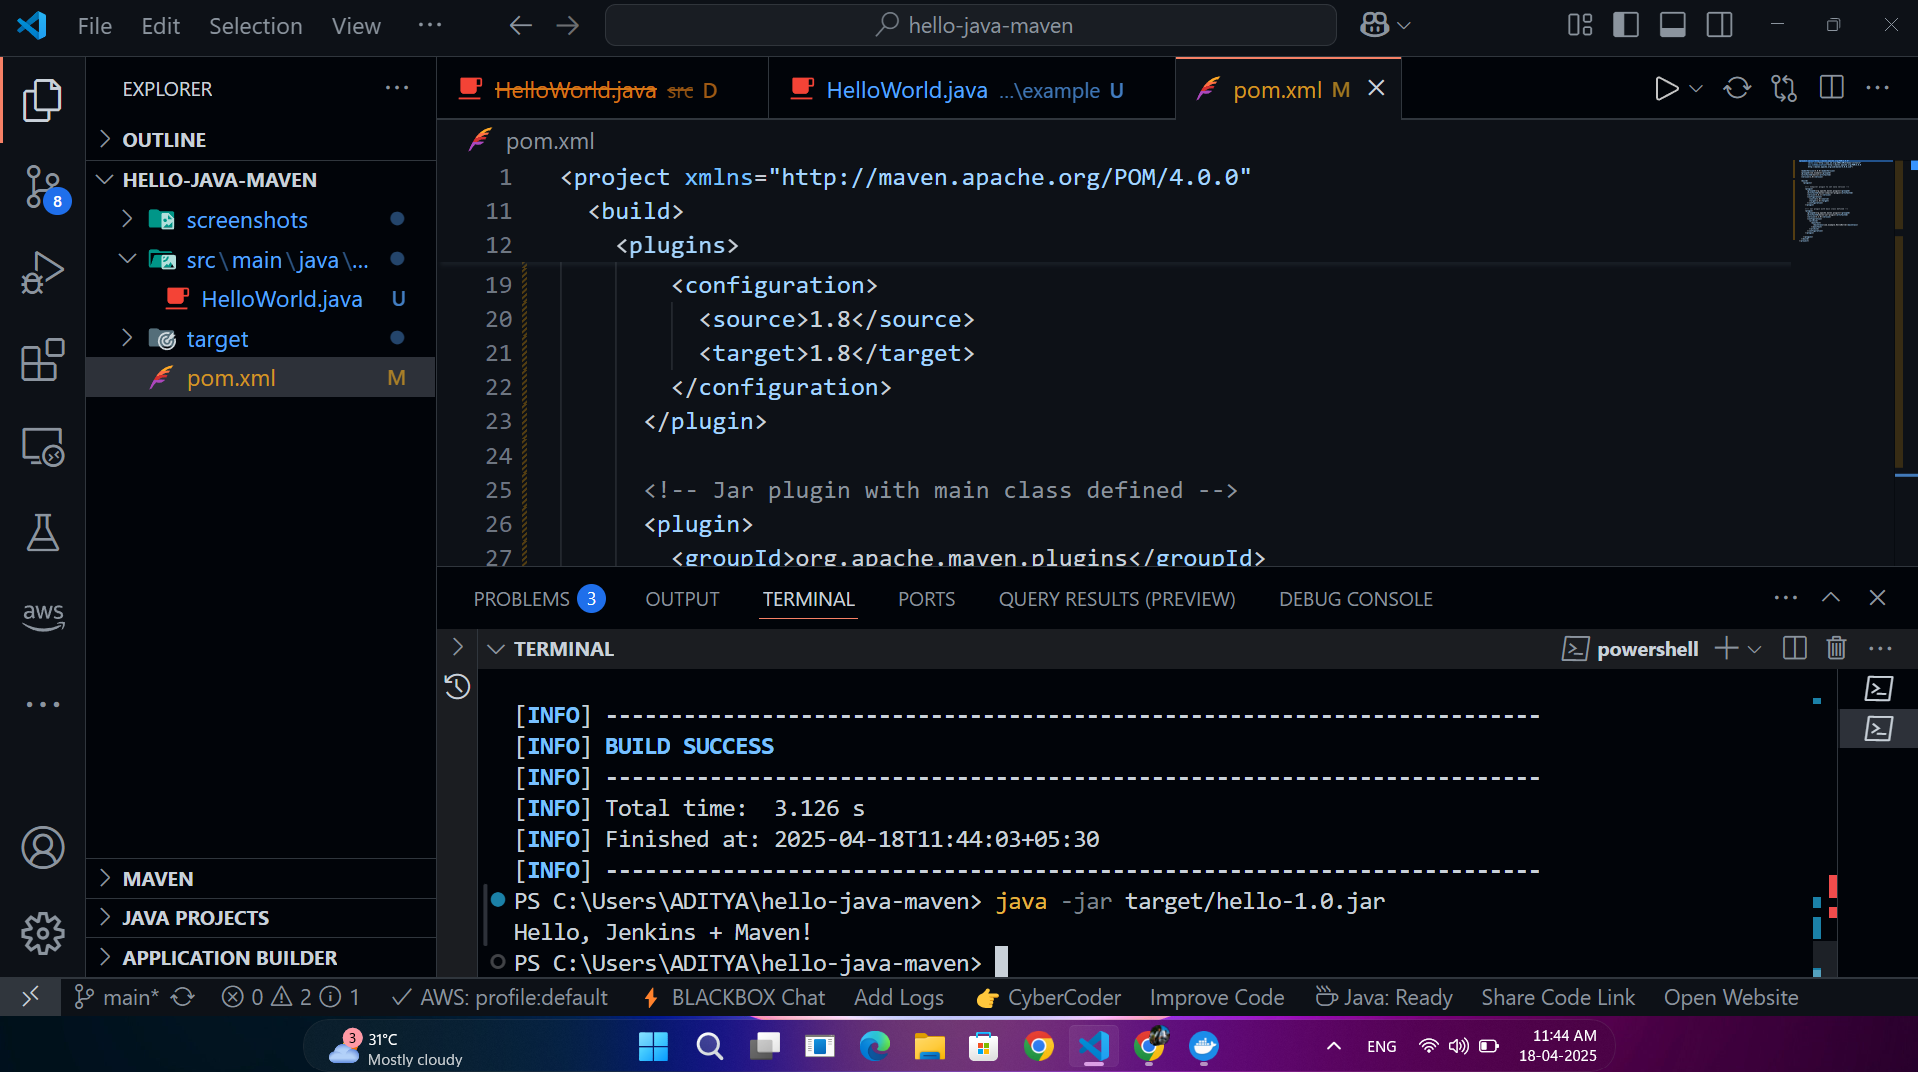 File Edit Selection View ··· hello-java-maven
EXPLORER ···
OUTLINE
HELLO-JAVA-MAVEN
screenshots
src\main\java\...
HelloWorld.java U
target
pom.xml M
MAVEN
JAVA PROJECTS
APPLICATION BUILDER
8
aws
HelloWorld.java src D
HelloWorld.java ...\example U
pom.xml M
pom.xml
1 <project xmlns="http://maven.apache.org/POM/4.0.0"
11 <build>
12 <plugins>
19 <configuration>
20 <source>1.8</source>
21 <target>1.8</target>
22 </configuration>
23 </plugin>
24
25 <!-- Jar plugin with main class defined -->
26 <plugin>
27 <groupId>org.apache.maven.plugins</groupId>
PROBLEMS 3 OUTPUT TERMINAL PORTS QUERY RESULTS (PREVIEW) DEBUG CONSOLE
TERMINAL powershell
[INFO] ------------------------------------------------------------------------
[INFO] BUILD SUCCESS
[INFO] ------------------------------------------------------------------------
[INFO] Total time:  3.126 s
[INFO] Finished at: 2025-04-18T11:44:03+05:30
[INFO] ------------------------------------------------------------------------
PS C:\Users\ADITYA\hello-java-maven> java -jar target/hello-1.0.jar
Hello, Jenkins + Maven!
PS C:\Users\ADITYA\hello-java-maven>
main* 0 2 1 AWS: profile:default BLACKBOX Chat Add Logs CyberCoder Improve Code Java: Ready Share Code Link Open Website
3 31°C
Mostly cloudy
ENG
11:44 AM
18-04-2025